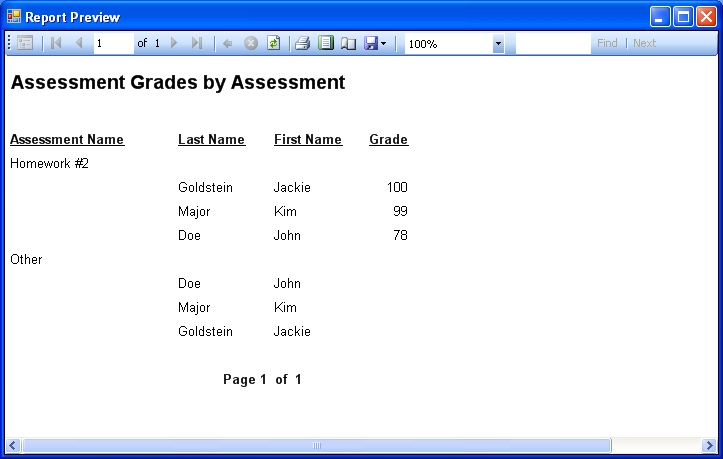 Report Preview
1 of 1 100% Find | Next
Assessment Grades by Assessment
Assessment Name Last Name First Name Grade
Homework #2
Goldstein Jackie 100
Major Kim 99
Doe John 78
Other
Doe John
Major Kim
Goldstein Jackie
Page 1 of 1